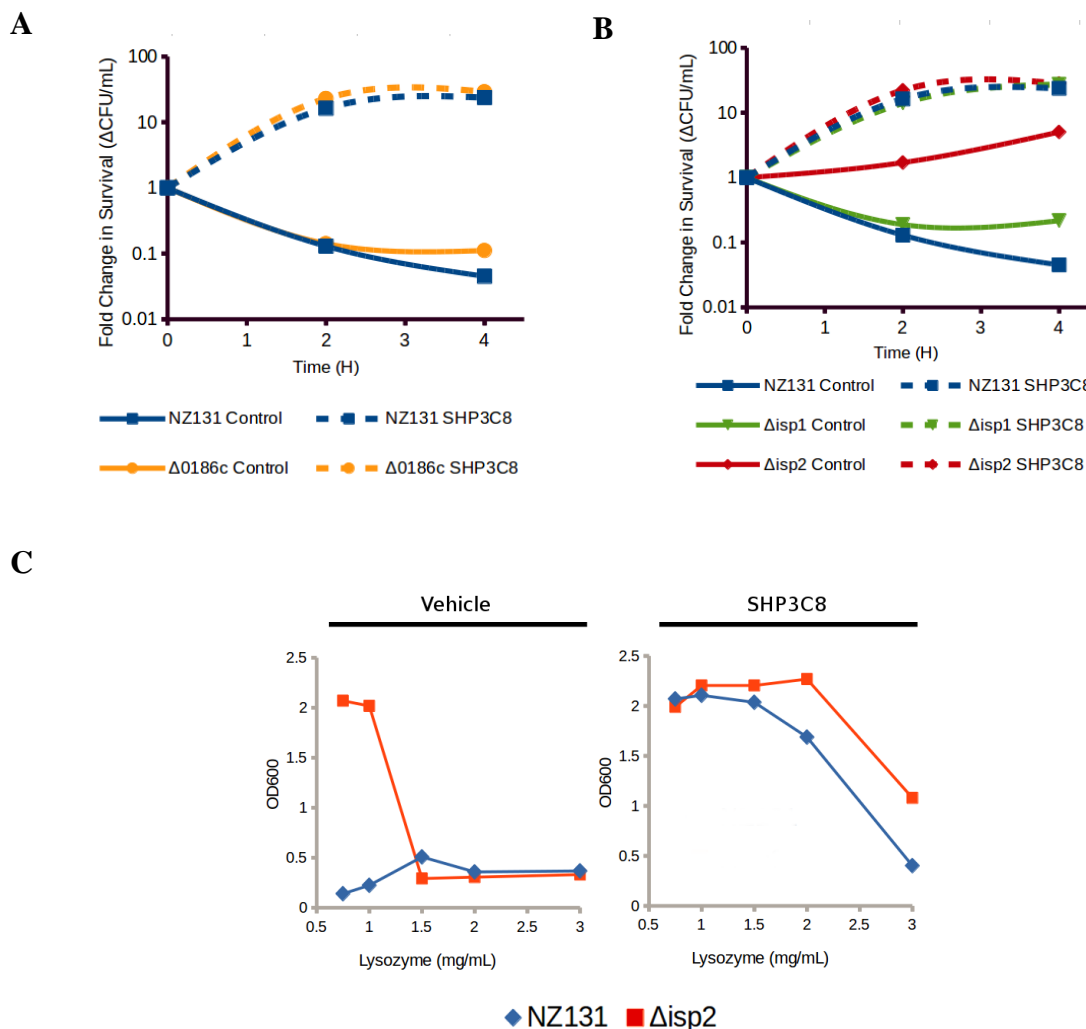 A
Fold Change in Survival (ΔCFU/mL)
100
10
1
0.1
0.01
0 1 2 3 4
Time (H)
NZ131 Control NZ131 SHP3C8
Δ0186c Control Δ0186c SHP3C8
B
Fold Change in Survival (ΔCFU/mL)
100
10
1
0.1
0.01
0 1 2 3 4
Time (H)
NZ131 Control NZ131 SHP3C8
Δisp1 Control Δisp1 SHP3C8
Δisp2 Control Δisp2 SHP3C8
C
Vehicle
OD600
2.5
2
1.5
1
0.5
0
0.5 1 1.5 2 2.5 3
Lysozyme (mg/mL)
SHP3C8
OD600
2.5
2
1.5
1
0.5
0
0.5 1 1.5 2 2.5 3
Lysozyme (mg/mL)
NZ131 Δisp2